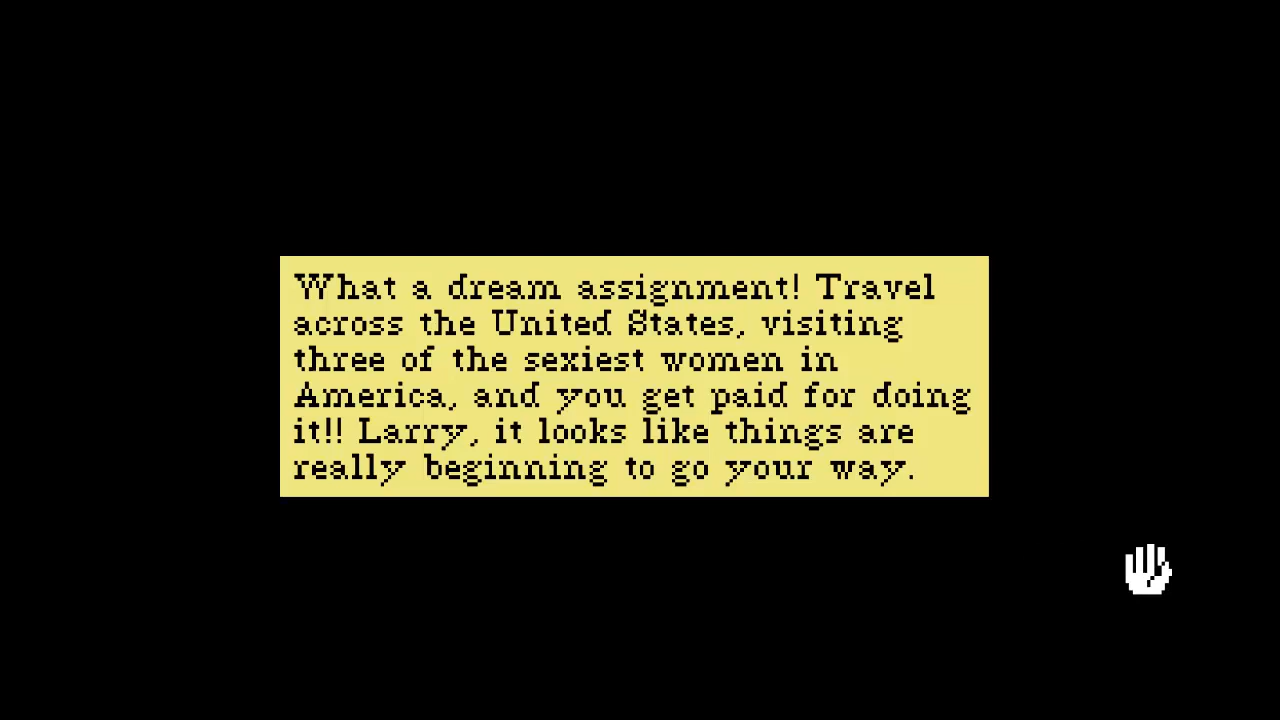 What a dream assignment! Travel
across the United States, visiting
three of the sexiest women in
America, and you get paid for doing
it!! Larry, it looks like things are
really beginning to go your way.